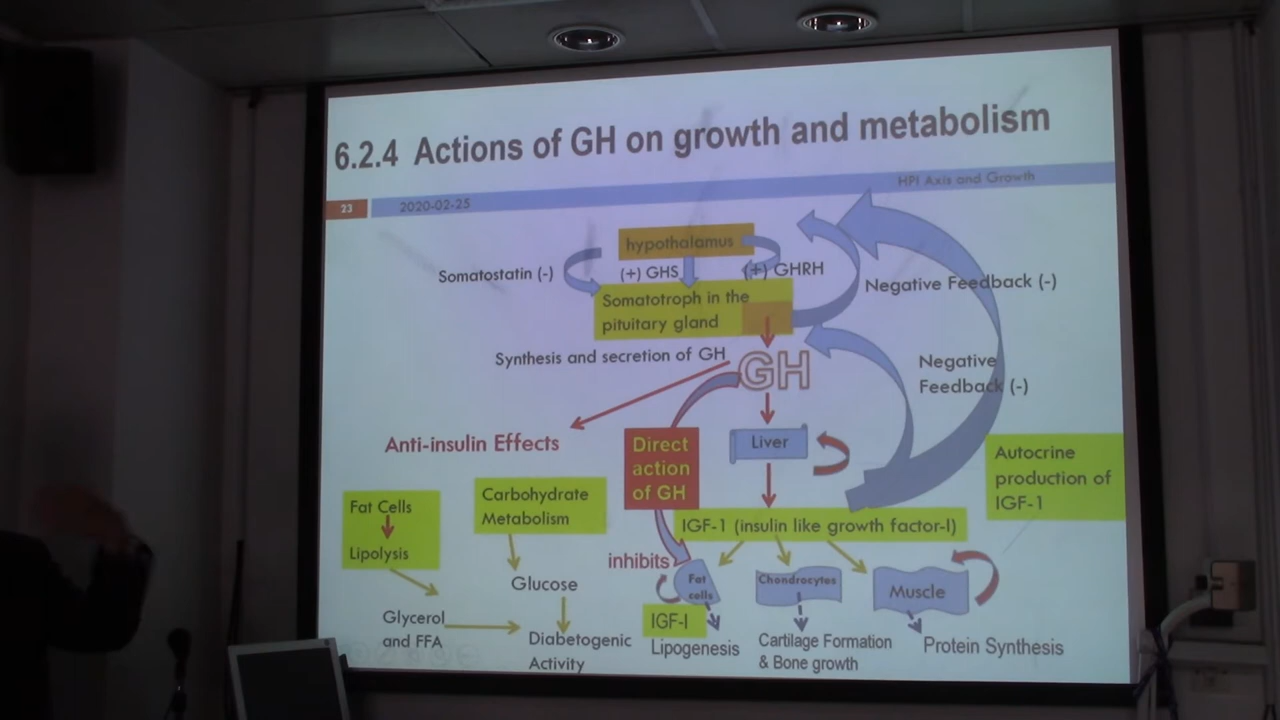 6.2.4 Actions of GH on growth and metabolism
HPI Axis and Growth
23
2020-02-25
hypothalamus
Somatostatin (-)
(+) GHS
(+) GHRH
Somatotroph in the
pituitary gland
Negative Feedback (-)
Synthesis and secretion of GH
GH
Negative
Feedback (-)
Anti-insulin Effects
Direct
action
of GH
Liver
Autocrine
production of
IGF-1
Fat Cells
Lipolysis
Carbohydrate
Metabolism
IGF-1 (insulin like growth factor-I)
inhibits
Fat
cells
Chondrocytes
Muscle
Glucose
Glycerol
and FFA
IGF-I
Diabetogenic
Activity
Lipogenesis
Cartilage Formation
& Bone growth
Protein Synthesis